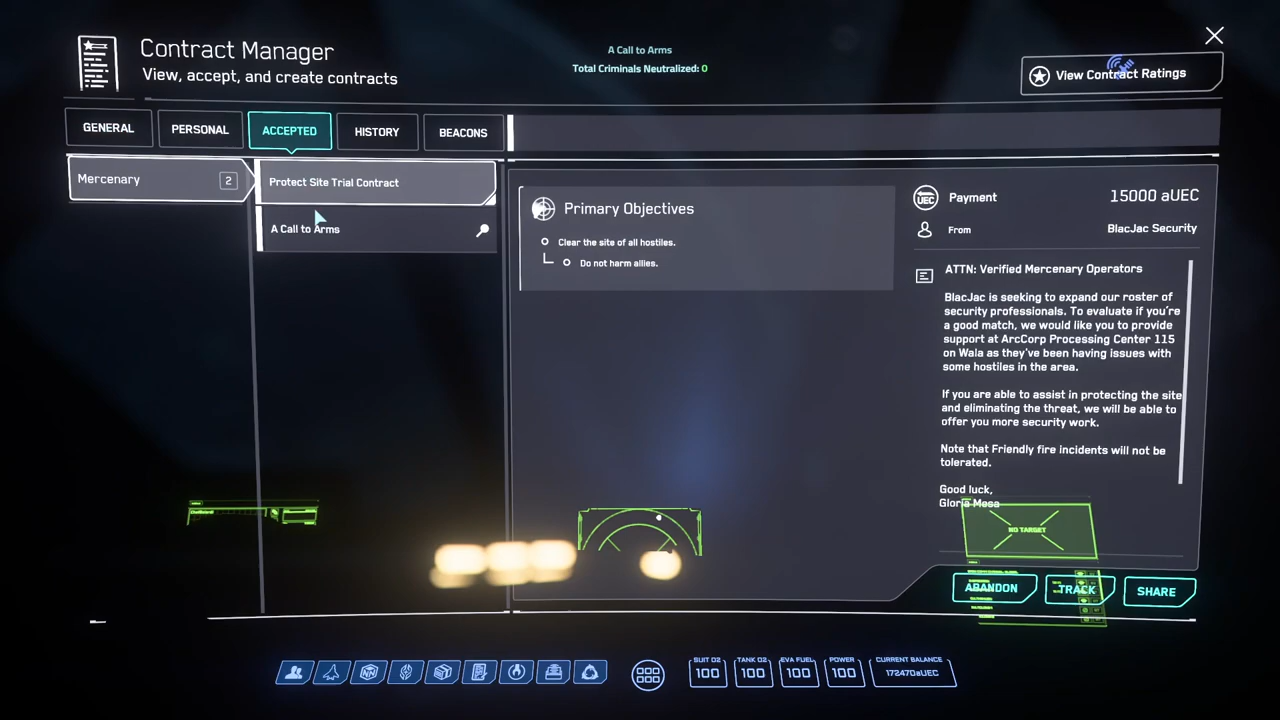 Contract Manager
View, accept, and create contracts
A Call to Arms
Total Criminals Neutralized: 0
View Contract Ratings
GENERAL
PERSONAL
ACCEPTED
HISTORY
BEACONS
Mercenary 2
Protect Site Trial Contract
A Call to Arms
Primary Objectives
Clear the site of all hostiles.
Do not harm allies.
UEC
Payment 15000 aUEC
From BlacJac Security
ATTN: Verified Mercenary Operators
BlacJac is seeking to expand our roster of
security professionals. To evaluate if you're
a good match, we would like you to provide
support at ArcCorp Processing Center 115
on Wala as they've been having issues with
some hostiles in the area.
If you are able to assist in protecting the site
and eliminating the threat, we will be able to
offer you more security work.
Note that Friendly fire incidents will not be
tolerated.
Good luck,
Gloria Mesa
NO TARGET
ABANDON
TRACK
SHARE
SUIT O2
100
TANK O2
100
EVA FUEL
100
POWER
100
CURRENT BALANCE
172470aUEC